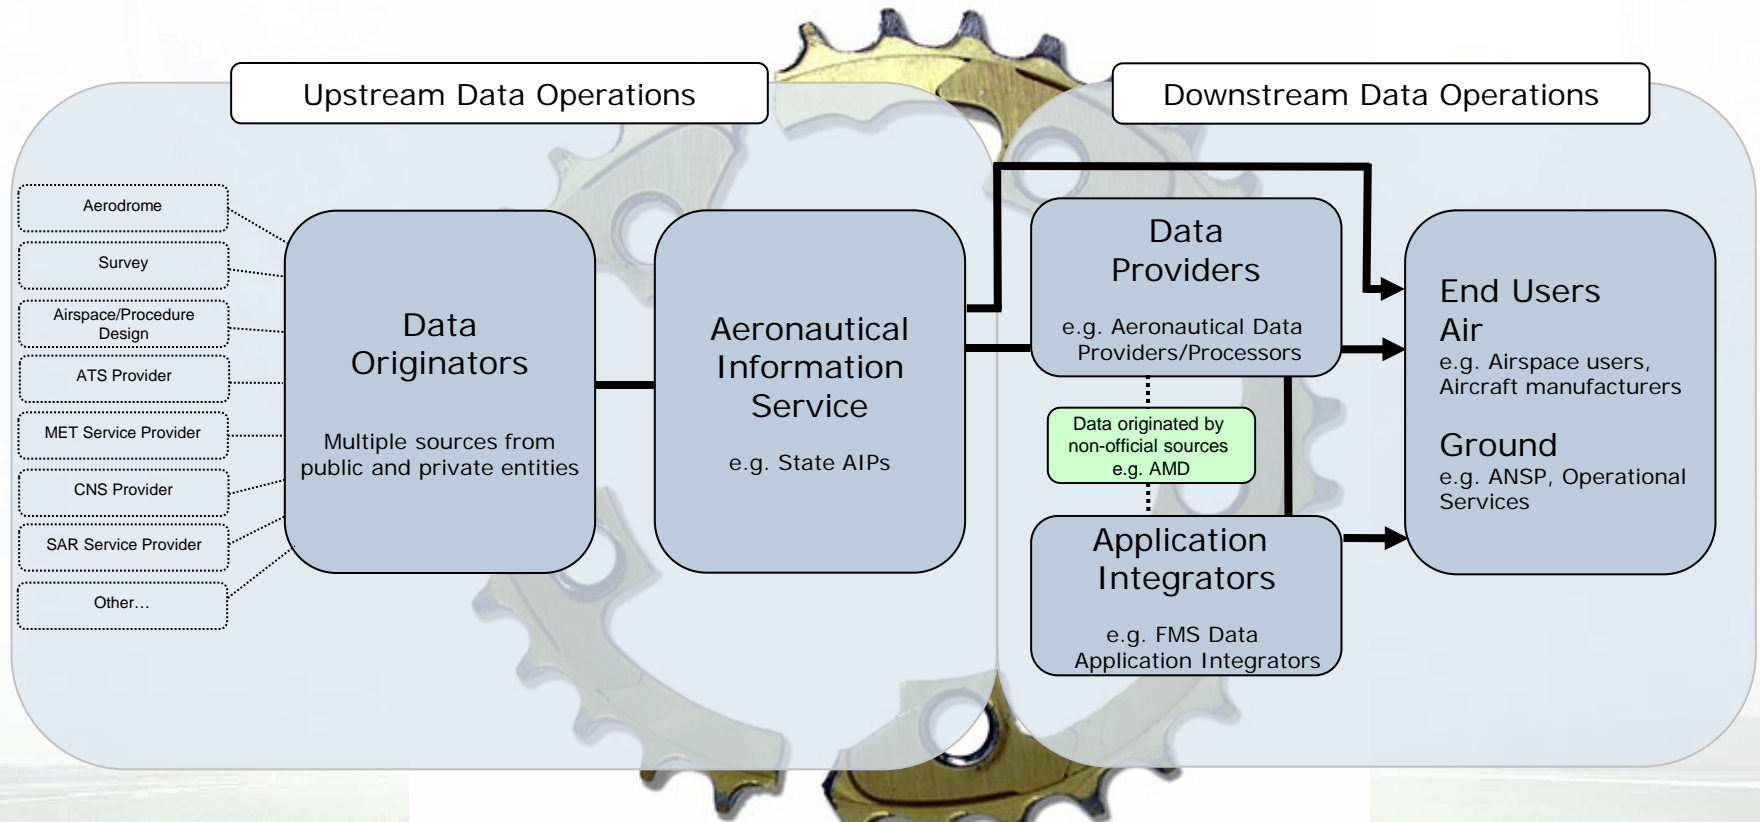 Upstream Data Operations
Downstream Data Operations
Aerodrome
Survey
Airspace/Procedure
Design
ATS Provider
MET Service Provider
CNS Provider
SAR Service Provider
Other…
Data
Originators
Multiple sources from
public and private entities
Aeronautical
Information
Service
e.g. State AIPs
Data
Providers
e.g. Aeronautical Data
Providers/Processors
Data originated by
non-official sources
e.g. AMD
Application
Integrators
e.g. FMS Data
Application Integrators
End Users
Air
e.g. Airspace users,
Aircraft manufacturers
Ground
e.g. ANSP, Operational
Services